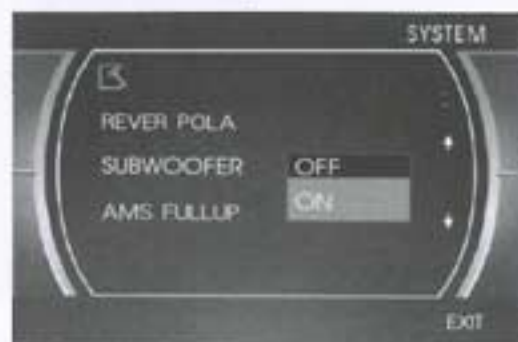 SYSTEM
REVER POLA
SUBWOOFER OFF
ON
AMS FULLUP
EXIT